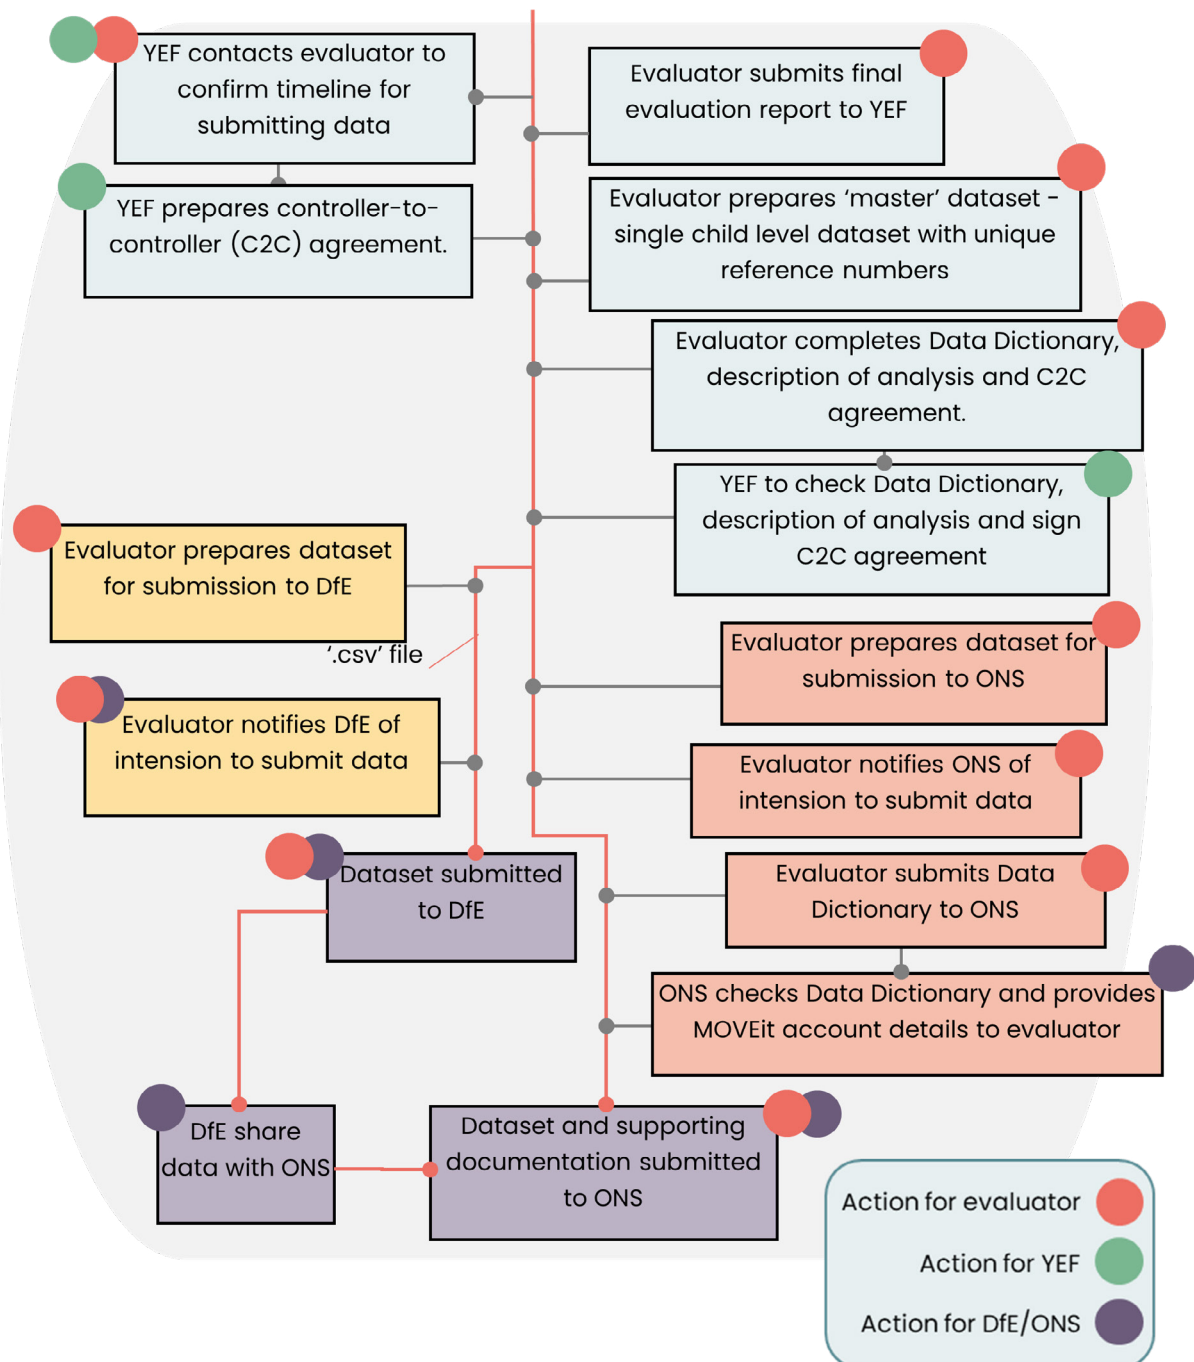 YEF contacts evaluator to
confirm timeline for
submitting data
Evaluator submits final
evaluation report to YEF
YEF prepares controller-to-
controller (C2C) agreement.
Evaluator prepares ‘master’ dataset -
single child level dataset with unique
reference numbers
Evaluator completes Data Dictionary,
description of analysis and C2C
agreement.
YEF to check Data Dictionary,
description of analysis and sign
C2C agreement
Evaluator prepares dataset
for submission to DfE
‘.csv’ file
Evaluator prepares dataset for
submission to ONS
Evaluator notifies DfE of
intension to submit data
Evaluator notifies ONS of
intension to submit data
Dataset submitted
to DfE
Evaluator submits Data
Dictionary to ONS
ONS checks Data Dictionary and provides
MOVEit account details to evaluator
DfE share
data with ONS
Dataset and supporting
documentation submitted
to ONS
Action for evaluator
Action for YEF
Action for DfE/ONS